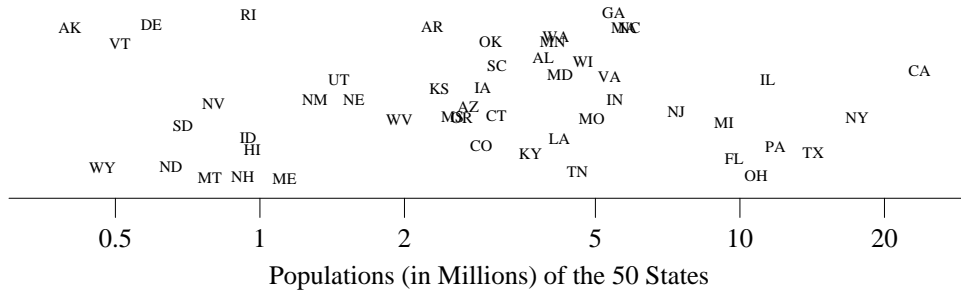 GA
RI
DE
AK
AR
MA
NC
VT
OK
WA
MN
AL
WI
SC
CA
MD
VA
UT
IL
KS
IA
NM
NE
IN
NV
AZ
NJ
WV
MS
OR
CT
MO
NY
MI
SD
ID
LA
HI
CO
PA
KY
TX
FL
WY
ND
TN
MT
NH
ME
OH
0.5 1 2 5 10 20
Populations (in Millions) of the 50 States